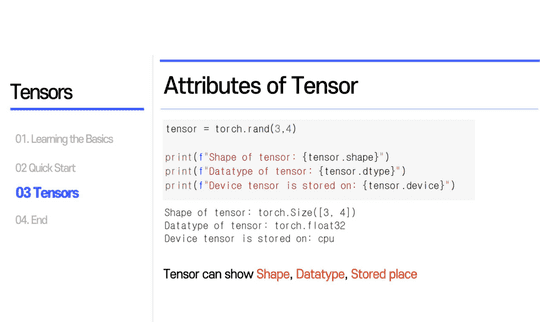 Tensors
01. Learning the Basics
02 Quick Start
03 Tensors
04. End
Attributes of Tensor
tensor = torch.rand(3,4)
print(f"Shape of tensor: {tensor.shape}")
print(f"Datatype of tensor: {tensor.dtype}")
print(f"Device tensor is stored on: {tensor.device}")
Shape of tensor: torch.Size([3, 4])
Datatype of tensor: torch.float32
Device tensor is stored on: cpu
Tensor can show Shape, Datatype, Stored place